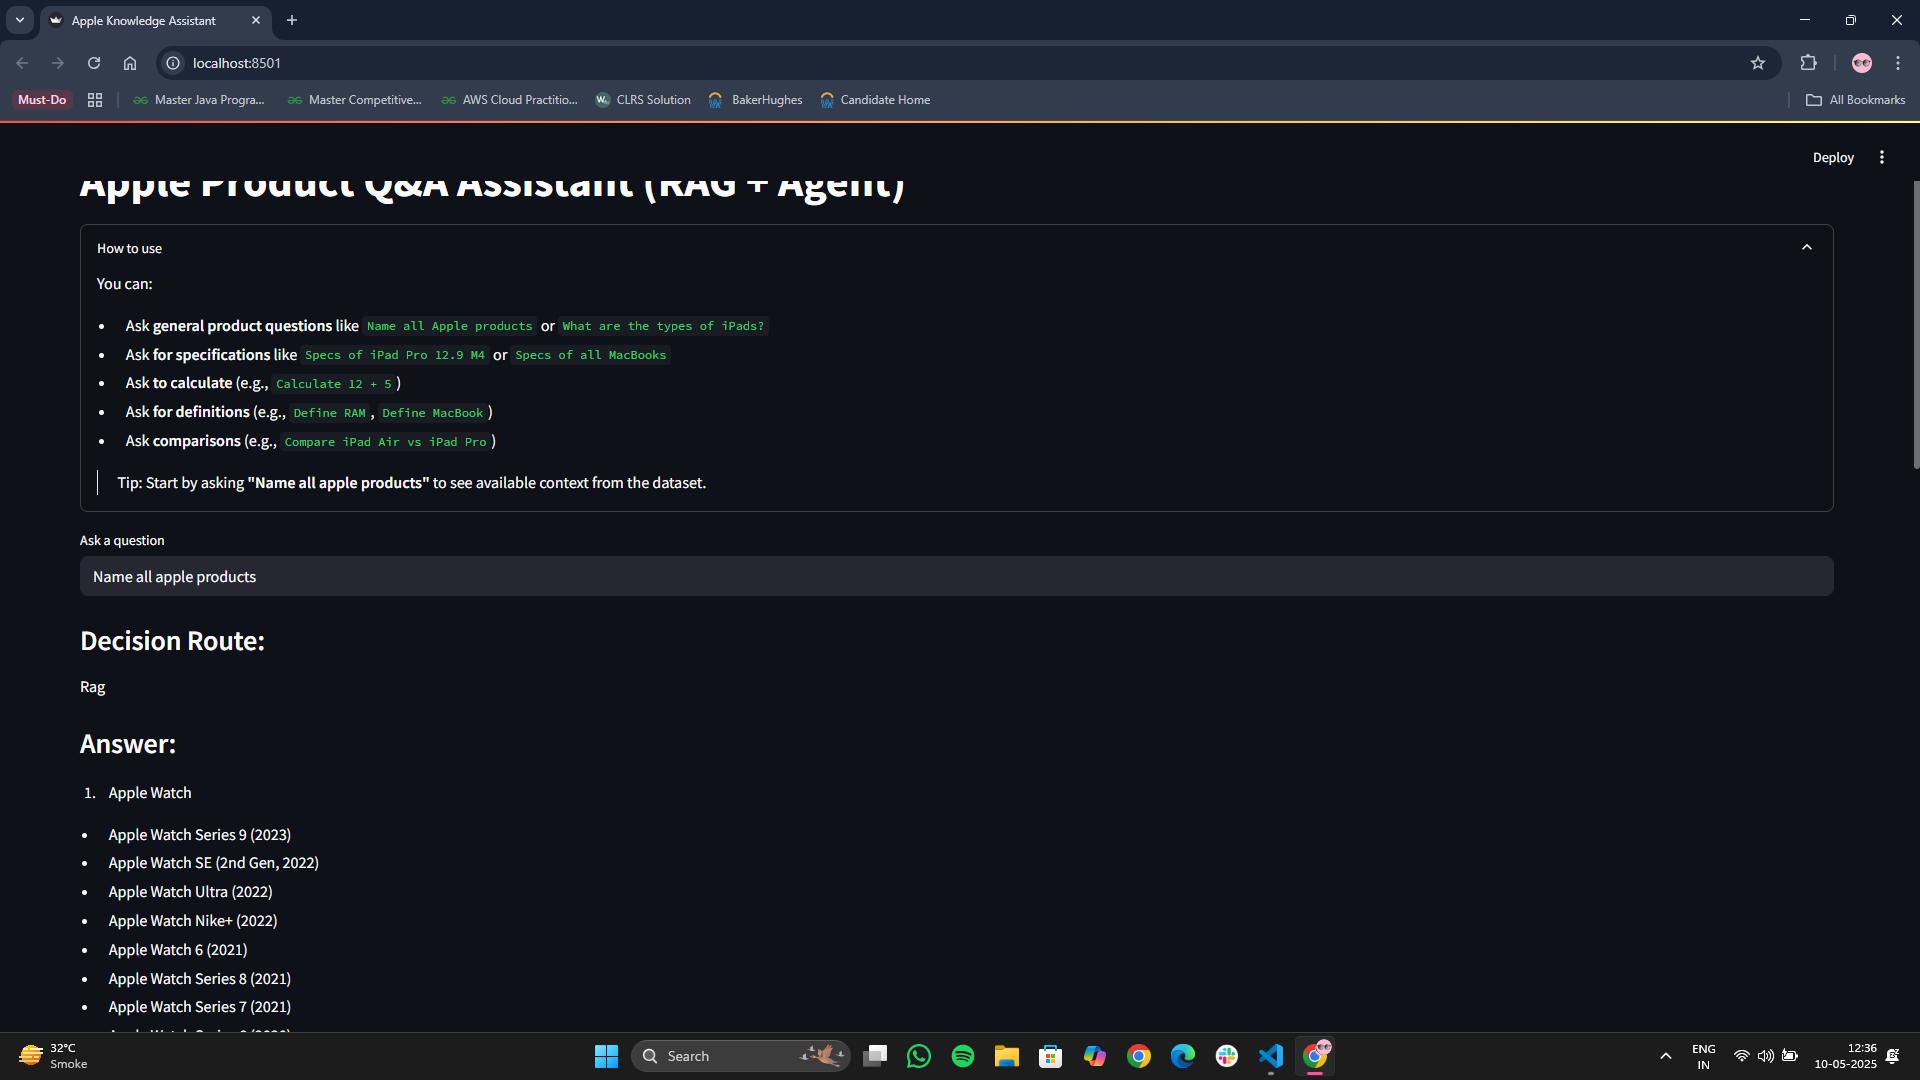 Apple Knowledge Assistant
localhost:8501
Must-Do
Master Java Progra...
Master Competitive...
AWS Cloud Practitio...
CLRS Solution
BakerHughes
Candidate Home
All Bookmarks
Deploy
Apple Product Q&A Assistant (RAG + Agent)
How to use
You can:
Ask general product questions like Name all Apple products or What are the types of iPads?
Ask for specifications like Specs of iPad Pro 12.9 M4 or Specs of all MacBooks
Ask to calculate (e.g., Calculate 12 + 5)
Ask for definitions (e.g., Define RAM, Define MacBook)
Ask comparisons (e.g., Compare iPad Air vs iPad Pro)
Tip: Start by asking "Name all apple products" to see available context from the dataset.
Ask a question
Name all apple products
Decision Route:
Rag
Answer:
1. Apple Watch
Apple Watch Series 9 (2023)
Apple Watch SE (2nd Gen, 2022)
Apple Watch Ultra (2022)
Apple Watch Nike+ (2022)
Apple Watch 6 (2021)
Apple Watch Series 8 (2021)
Apple Watch Series 7 (2021)
32°C
Smoke
Search
ENG
IN
12:36
10-05-2025